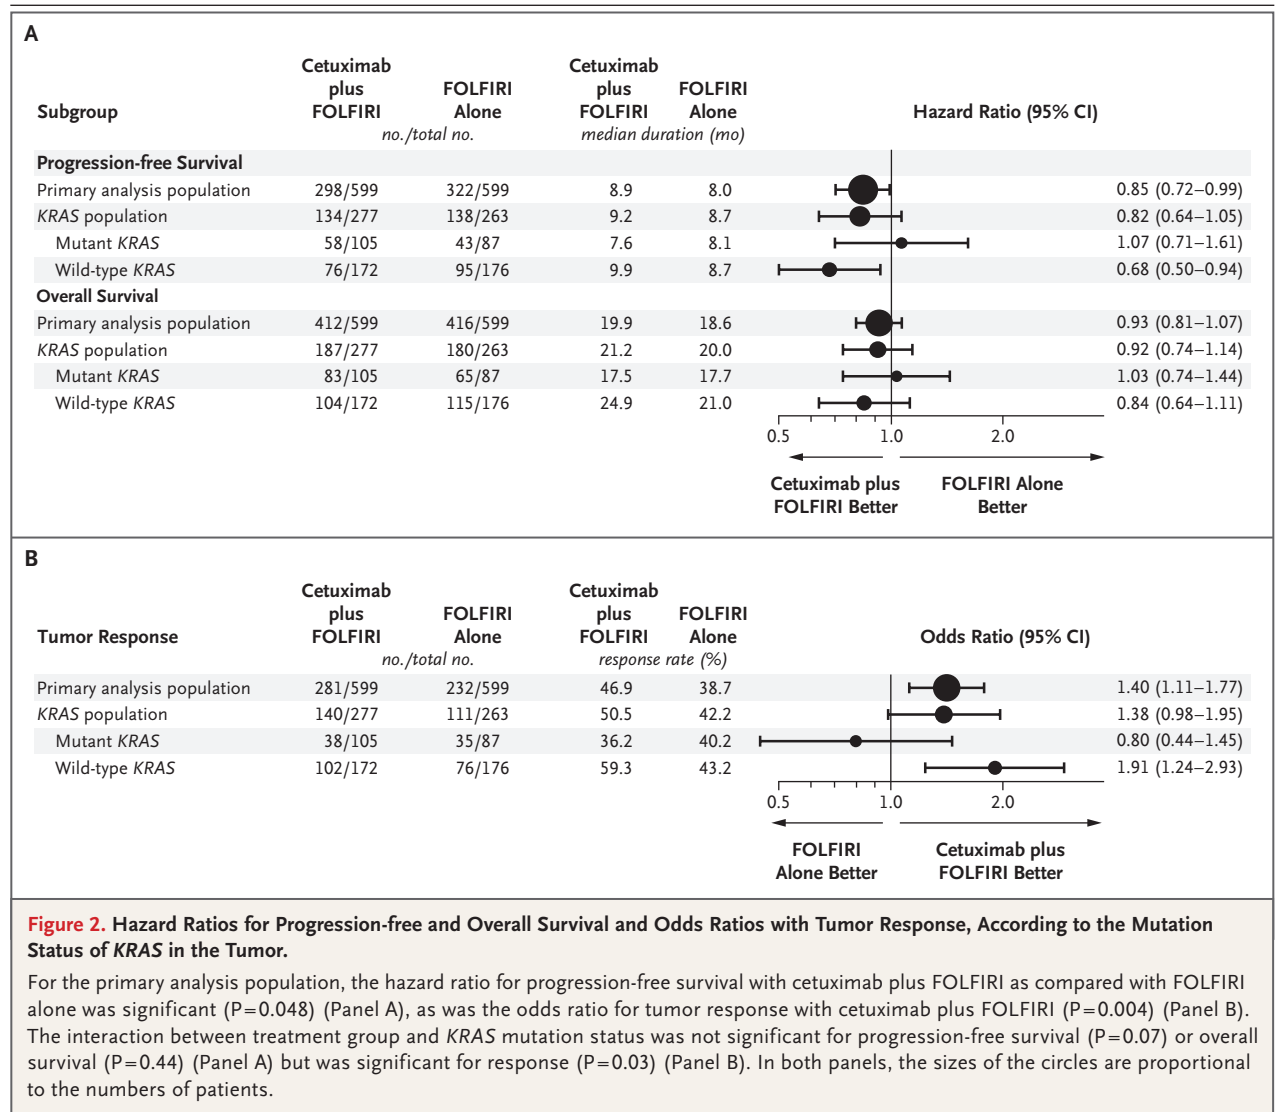 A
Cetuximab plus FOLFIRI
FOLFIRI Alone
Cetuximab plus FOLFIRI
FOLFIRI Alone
Subgroup
Hazard Ratio (95% CI)
no./total no.
median duration (mo)
Progression-free Survival
Primary analysis population 298/599 322/599 8.9 8.0 0.85 (0.72–0.99)
KRAS population 134/277 138/263 9.2 8.7 0.82 (0.64–1.05)
Mutant KRAS 58/105 43/87 7.6 8.1 1.07 (0.71–1.61)
Wild-type KRAS 76/172 95/176 9.9 8.7 0.68 (0.50–0.94)
Overall Survival
Primary analysis population 412/599 416/599 19.9 18.6 0.93 (0.81–1.07)
KRAS population 187/277 180/263 21.2 20.0 0.92 (0.74–1.14)
Mutant KRAS 83/105 65/87 17.5 17.7 1.03 (0.74–1.44)
Wild-type KRAS 104/172 115/176 24.9 21.0 0.84 (0.64–1.11)
0.5 1.0 2.0
Cetuximab plus
FOLFIRI Better
FOLFIRI Alone
Better
B
Cetuximab plus FOLFIRI
FOLFIRI Alone
Cetuximab plus FOLFIRI
FOLFIRI Alone
Tumor Response
Odds Ratio (95% CI)
no./total no.
response rate (%)
Primary analysis population 281/599 232/599 46.9 38.7 1.40 (1.11–1.77)
KRAS population 140/277 111/263 50.5 42.2 1.38 (0.98–1.95)
Mutant KRAS 38/105 35/87 36.2 40.2 0.80 (0.44–1.45)
Wild-type KRAS 102/172 76/176 59.3 43.2 1.91 (1.24–2.93)
0.5 1.0 2.0
FOLFIRI
Alone Better
Cetuximab plus
FOLFIRI Better
Figure 2. Hazard Ratios for Progression-free and Overall Survival and Odds Ratios with Tumor Response, According to the Mutation
Status of KRAS in the Tumor.
For the primary analysis population, the hazard ratio for progression-free survival with cetuximab plus FOLFIRI as compared with FOLFIRI
alone was significant (P=0.048) (Panel A), as was the odds ratio for tumor response with cetuximab plus FOLFIRI (P=0.004) (Panel B).
The interaction between treatment group and KRAS mutation status was not significant for progression-free survival (P=0.07) or overall
survival (P=0.44) (Panel A) but was significant for response (P=0.03) (Panel B). In both panels, the sizes of the circles are proportional
to the numbers of patients.